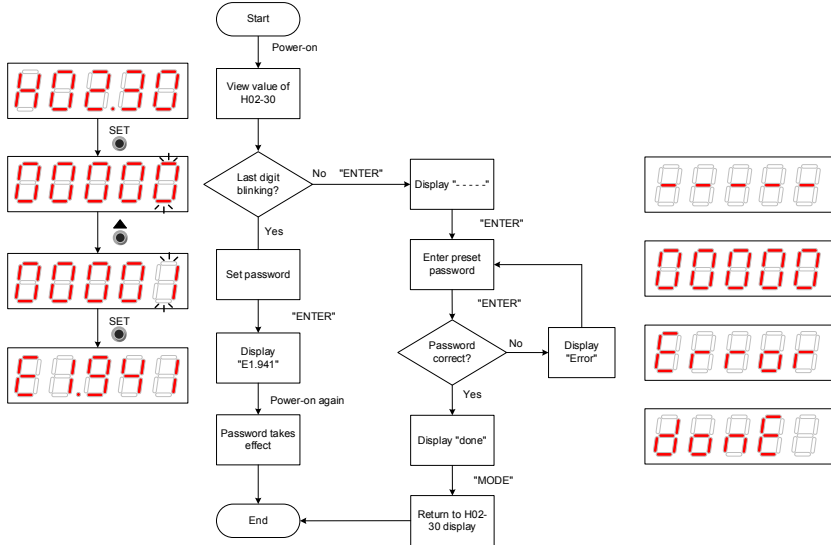 H02.30
SET
00000
00001
SET
E1.941
Start
Power-on
View value of
H02-30
Last digit
blinking?
No "ENTER"
Yes
Set password
"ENTER"
Display
"E1.941"
Power-on again
Password takes
effect
End
Display "- - - - -"
"ENTER"
Enter preset
password
"ENTER"
Password
correct?
No
Display
"Error"
Yes
Display "done"
"MODE"
Return to H02-
30 display
- - - - -
00000
Error
donE